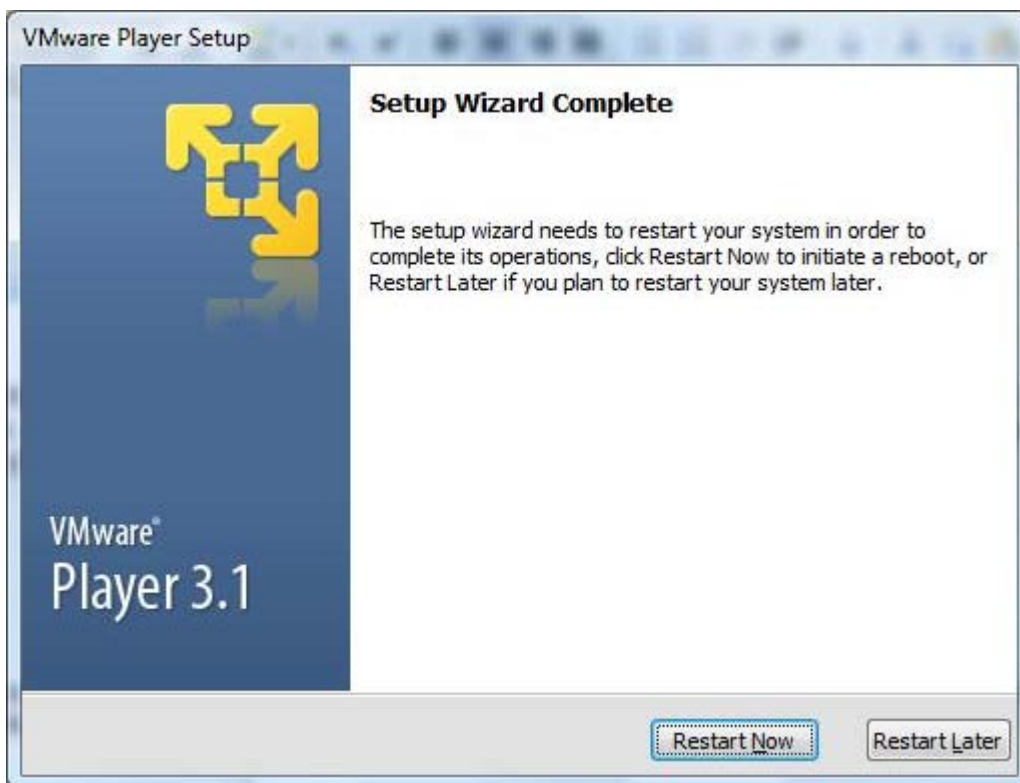 VMware Player Setup
Setup Wizard Complete
The setup wizard needs to restart your system in order to
complete its operations, click Restart Now to initiate a reboot, or
Restart Later if you plan to restart your system later.
VMware®
Player 3.1
Restart Now
Restart Later